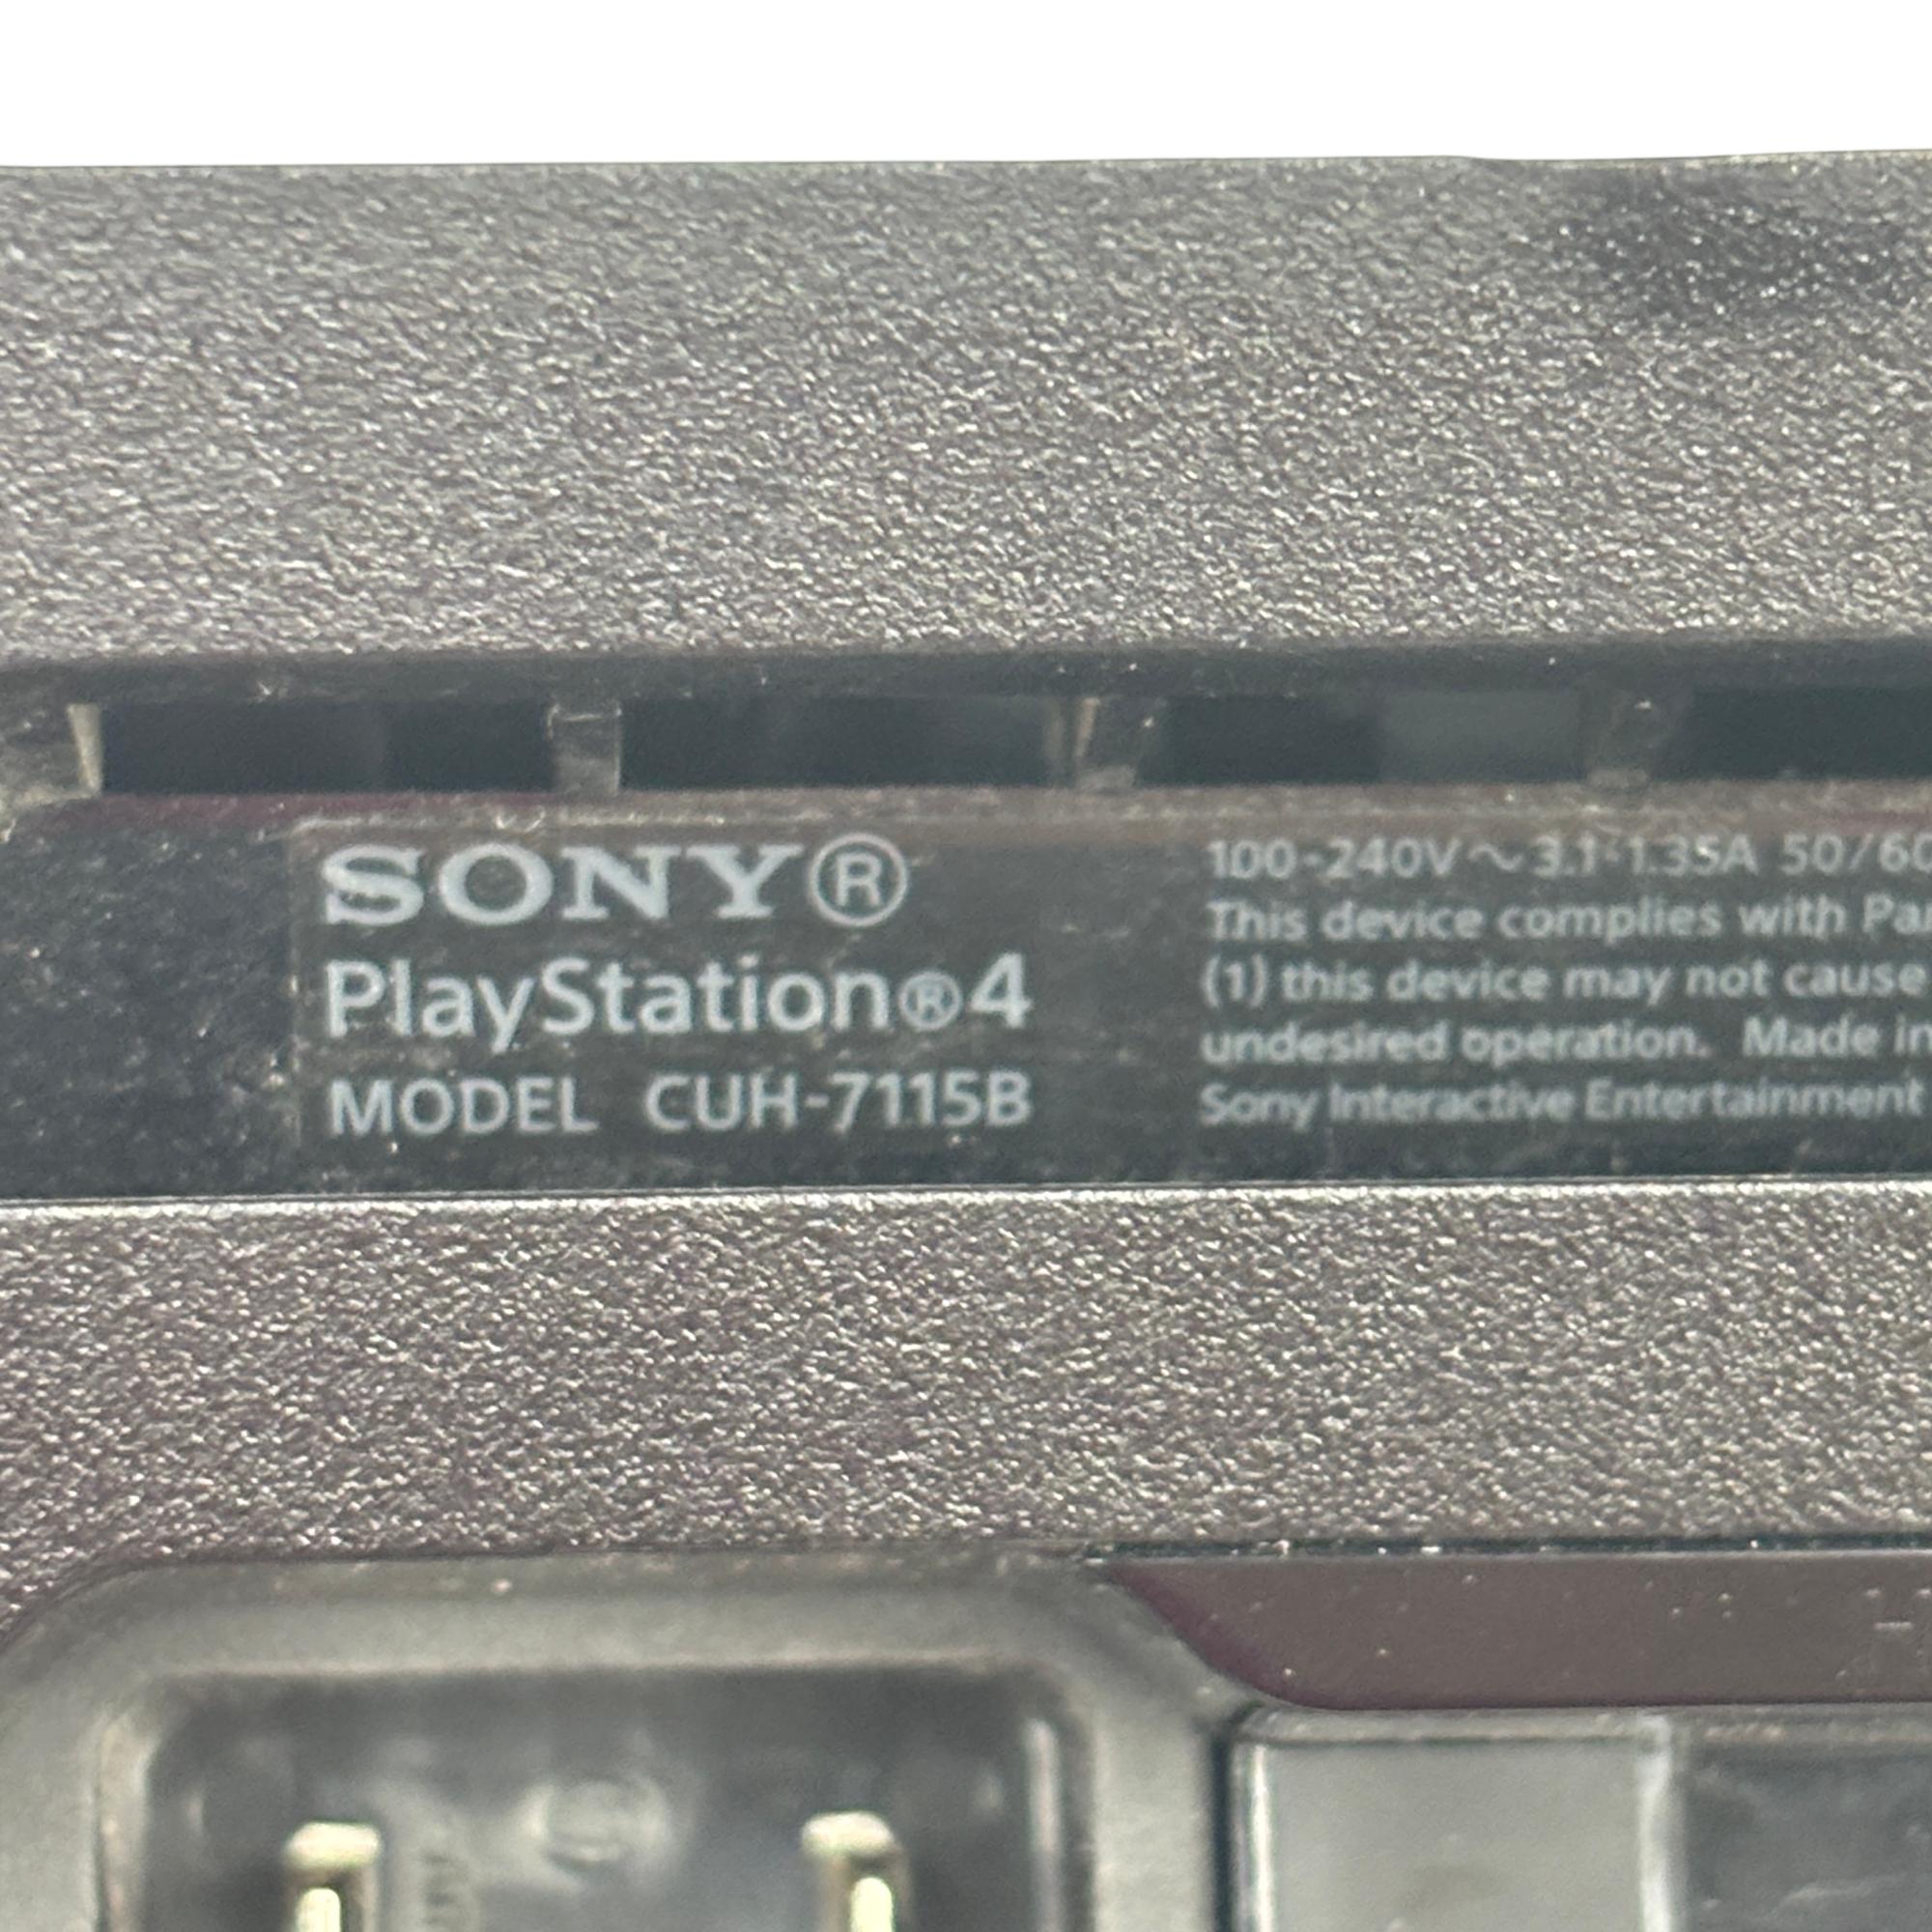 SONY®
PlayStation®4
MODEL CUH-7115B
100-240V～3.1-1.35A 50/60
This device complies with
(1) this device may not cause
undesired operation. Made in
Sony Interactive Entertainment